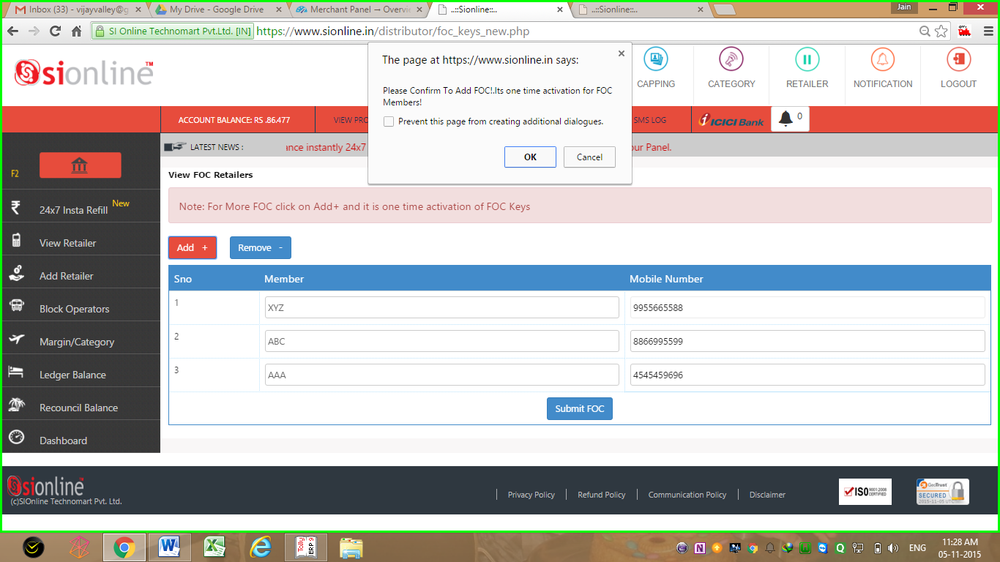 Inbox (33) - vijayvalley@g
My Drive - Google Drive
Merchant Panel → Overvie
..::Sionline::..
..::Sionline::..
Jain
SI Online Technomart Pvt.Ltd. [IN]
https://www.sionline.in/distributor/foc_keys_new.php
The page at https://www.sionline.in says:
Please Confirm To Add FOC!.Its one time activation for FOC
Members!
Prevent this page from creating additional dialogues.
OK
Cancel
sionline™
CAPPING
CATEGORY
RETAILER
NOTIFICATION
LOGOUT
ACCOUNT BALANCE: RS .86.477
VIEW PRO
SMS LOG
ICICI Bank
0
LATEST NEWS :
ance instantly 24x7
our Panel.
F2
24x7 Insta Refill
New
View Retailer
Add Retailer
Block Operators
Margin/Category
Ledger Balance
Recouncil Balance
Dashboard
View FOC Retailers
Note: For More FOC click on Add+ and it is one time activation of FOC Keys
Add +
Remove -
Sno
Member
Mobile Number
1
XYZ
9955665588
2
ABC
8866995599
3
AAA
4545459696
Submit FOC
sionline
(c)SIOnline Technomart Pvt. Ltd.
Privacy Policy
Refund Policy
Communication Policy
Disclaimer
ISO 9001:2008
CERTIFIED
GeoTrust
SECURED
2015-11-05 UTC
Tally
ERP 9
ENG
11:28 AM
05-11-2015